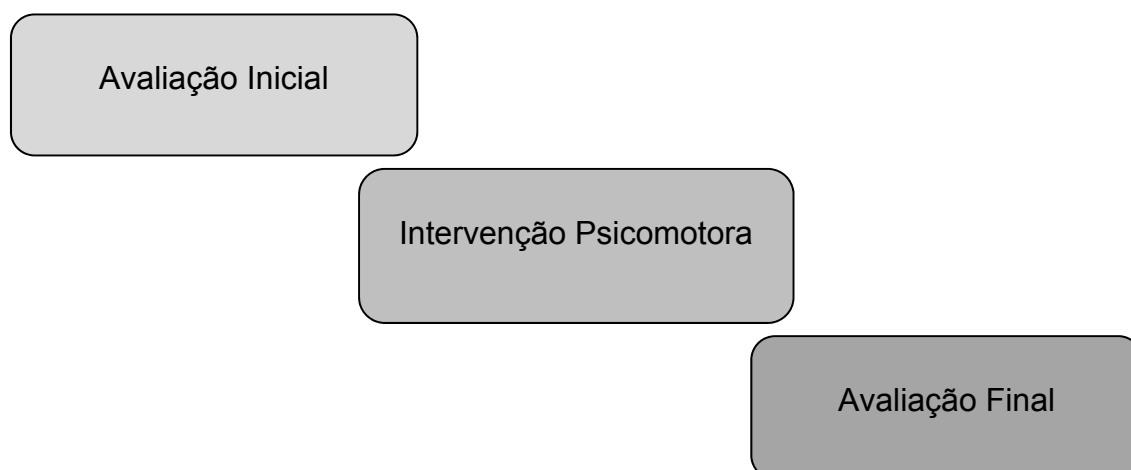 Avaliação Inicial
Intervenção Psicomotora
Avaliação Final